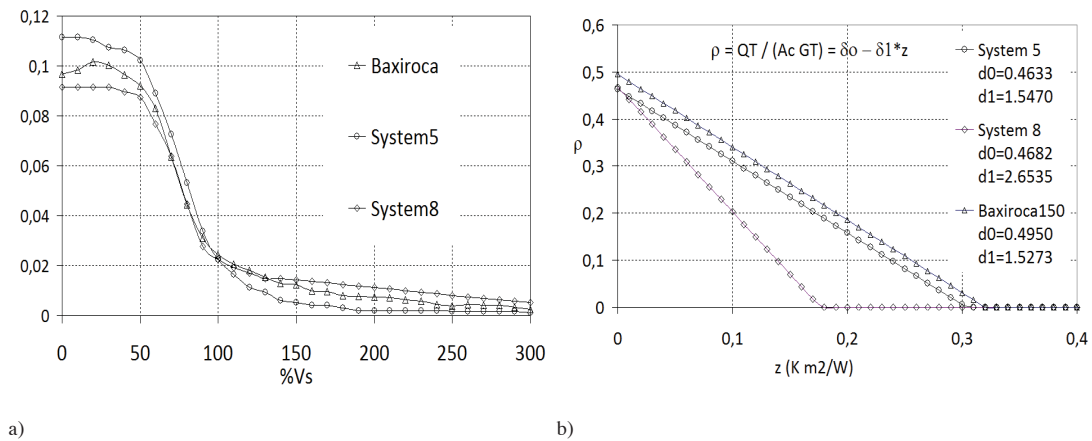 0,12
0,1
0,08
0,06
0,04
0,02
0
0 50 100 150 200 250 300
%Vs
Baxiroca
System5
System8
a)
0,6
0,5
0,4
0,3
0,2
0,1
0
ρ
0 0,1 0,2 0,3 0,4
z (K m2/W)
ρ = QT / (Ac GT) = δo – δ1*z
System 5
d0=0.4633
d1=1.5470
System 8
d0=0.4682
d1=2.6535
Baxiroca150
d0=0.4950
d1=1.5273
b)